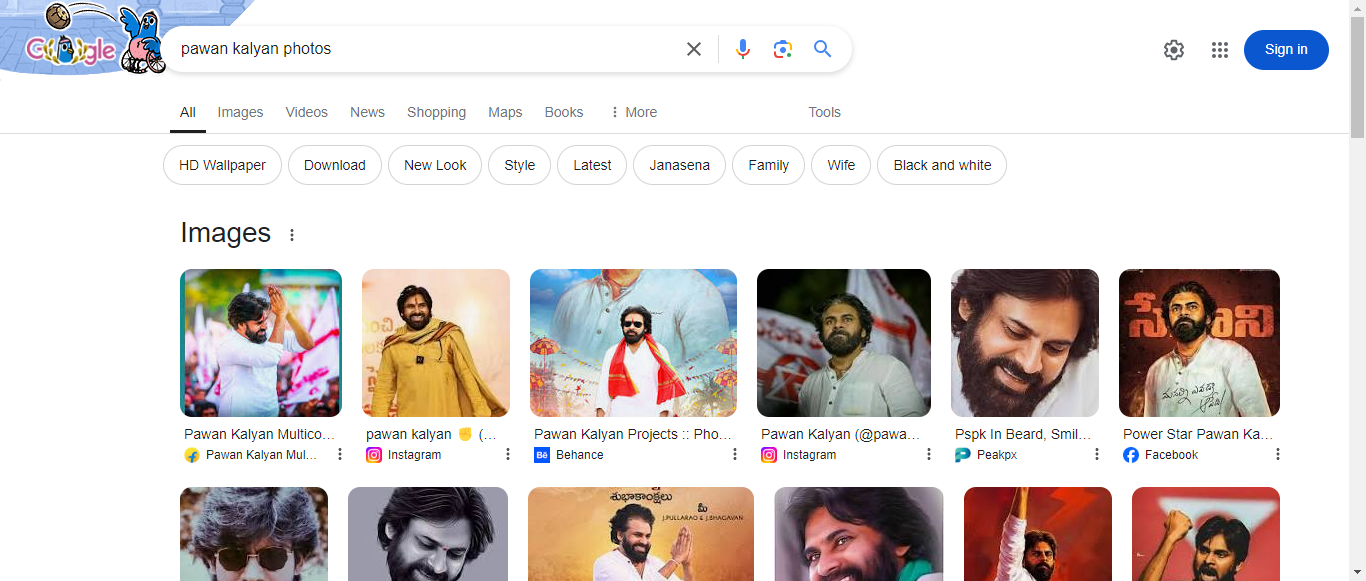 Google
pawan kalyan photos
Sign in
All Images Videos News Shopping Maps Books More Tools
HD Wallpaper Download New Look Style Latest Janasena Family Wife Black and white
Images
Pawan Kalyan Multico... pawan kalyan ✊ (... Pawan Kalyan Projects :: Pho... Pawan Kalyan (@pawa... Pspk In Beard, Smil... Power Star Pawan Ka...
Pawan Kalyan Mul... Instagram Bē Behance Instagram Peakpx Facebook
శుభాకాంక్షలు
మీ
J.PULLARAO & J.BHAGAVAN